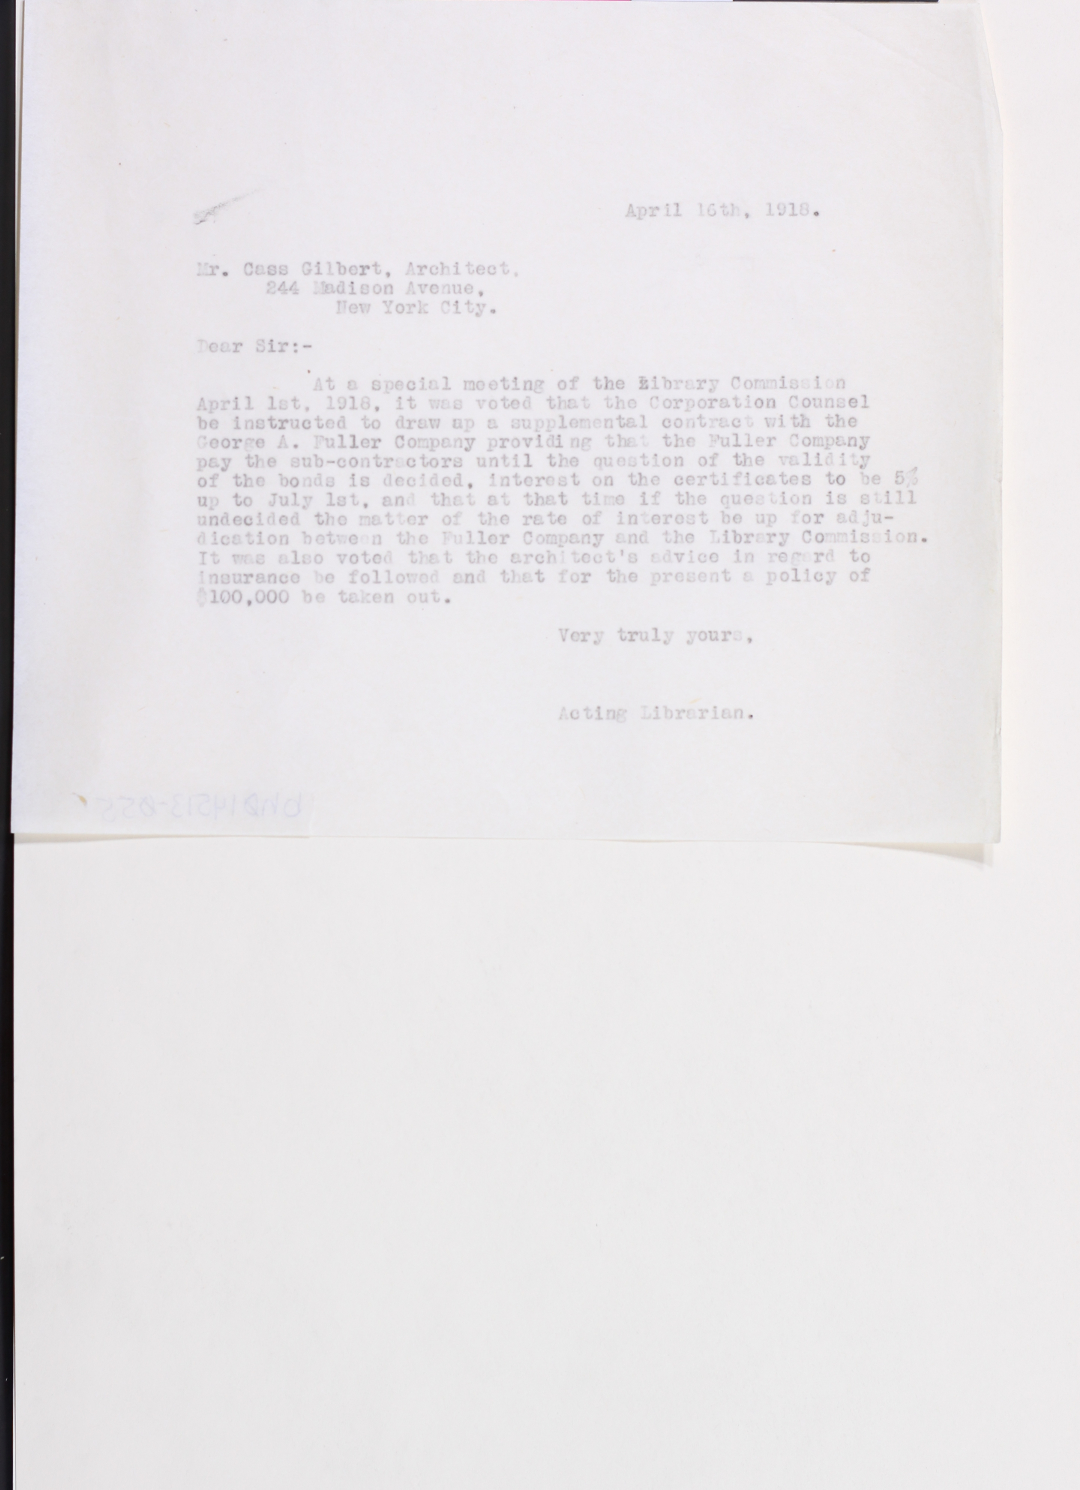 April 16th, 1918.
Mr. Cass Gilbert, Architect,
244 Madison Avenue,
New York City.
Dear Sir:-
At a special meeting of the Library Commission
April 1st, 1918, it was voted that the Corporation Counsel
be instructed to draw up a supplemental contract with the
George A. Fuller Company providing that the Fuller Company
pay the sub-contractors until the question of the validity
of the bonds is decided, interest on the certificates to be 5%
up to July 1st, and that at that time if the question is still
undecided the matter of the rate of interest be up for adju-
dication between the Fuller Company and the Library Commission.
It was also voted that the architect's advice in regard to
insurance be followed and that for the present a policy of
$100,000 be taken out.
Very truly yours,
Acting Librarian.